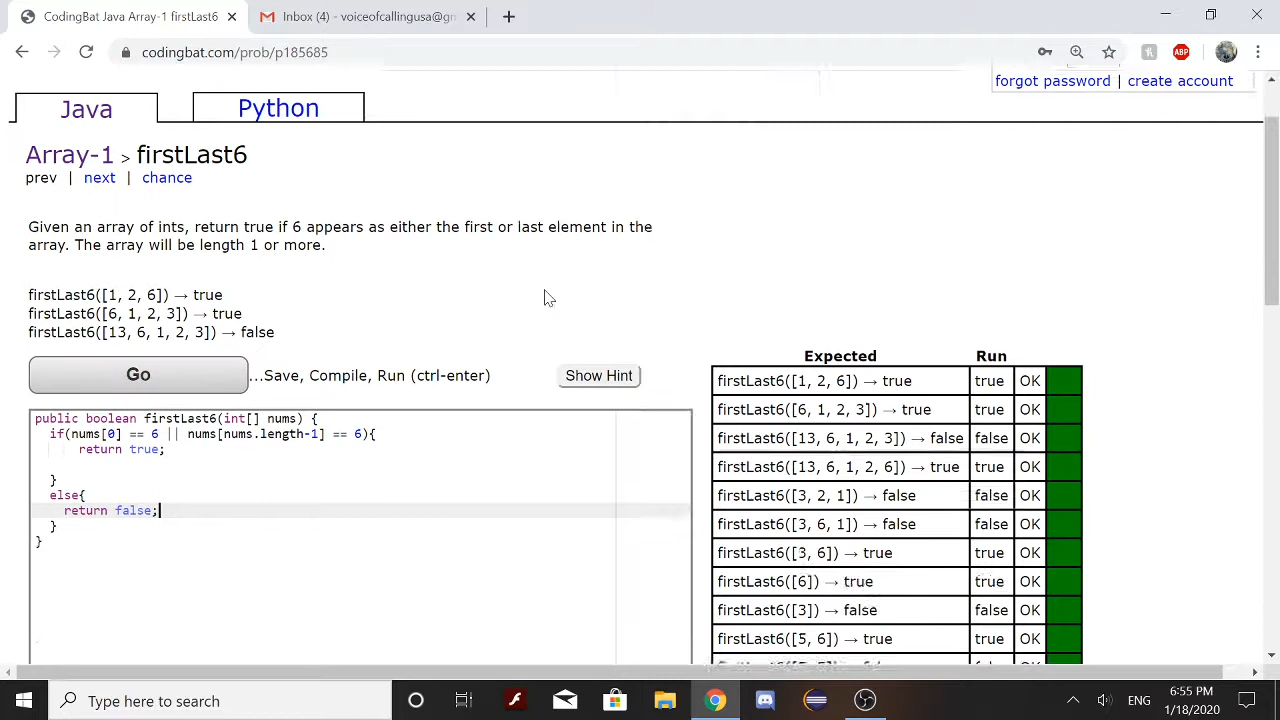 CodingBat Java Array-1 firstLast6
Inbox (4) - voiceofcallingusa@g
codingbat.com/prob/p185685
ABP
forgot password | create account
Java
Python
Array-1 > firstLast6
prev | next | chance
Given an array of ints, return true if 6 appears as either the first or last element in the
array. The array will be length 1 or more.
firstLast6([1, 2, 6]) → true
firstLast6([6, 1, 2, 3]) → true
firstLast6([13, 6, 1, 2, 3]) → false
Go
...Save, Compile, Run (ctrl-enter)
Show Hint
public boolean firstLast6(int[] nums) {
if(nums[0] == 6 || nums[nums.length-1] == 6){
return true;
}
else{
return false;
}
}
Expected Run
firstLast6([1, 2, 6]) → true true OK
firstLast6([6, 1, 2, 3]) → true true OK
firstLast6([13, 6, 1, 2, 3]) → false false OK
firstLast6([13, 6, 1, 2, 6]) → true true OK
firstLast6([3, 2, 1]) → false false OK
firstLast6([3, 6, 1]) → false false OK
firstLast6([3, 6]) → true true OK
firstLast6([6]) → true true OK
firstLast6([3]) → false false OK
firstLast6([5, 6]) → true true OK
Type here to search
ENG
6:55 PM
1/18/2020